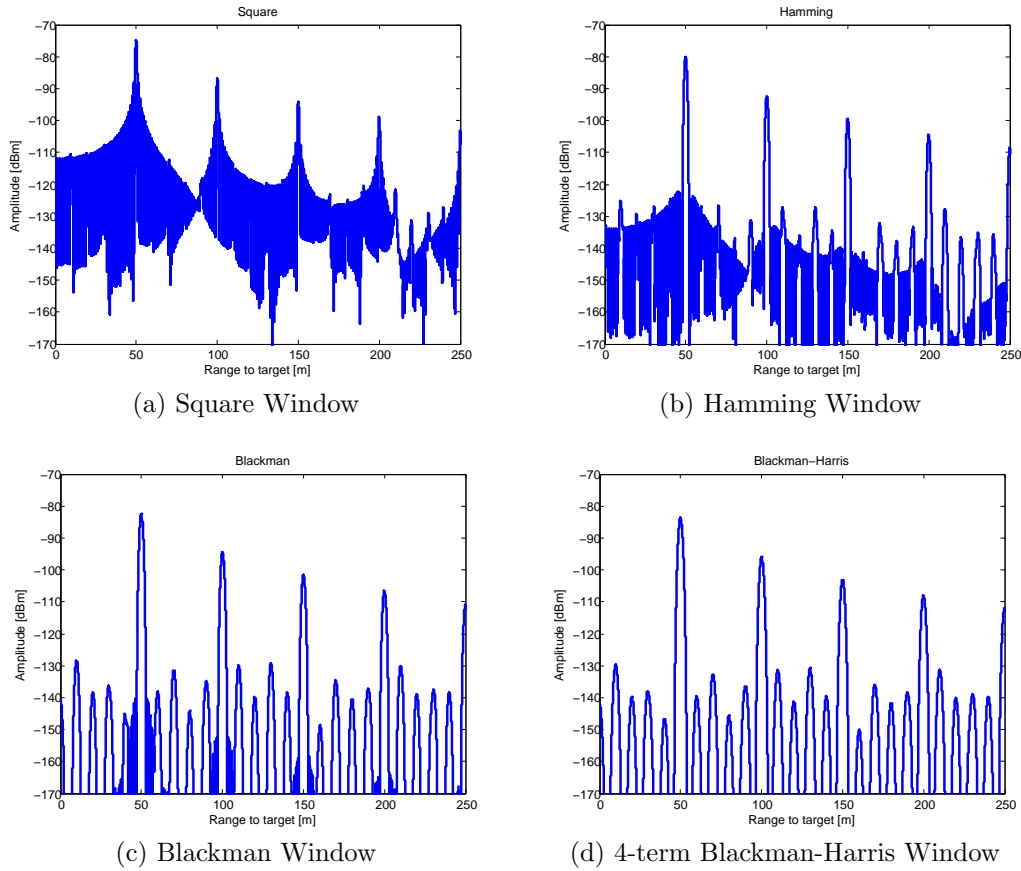 Square
Amplitude [dBm]
−70
−80
−90
−100
−110
−120
−130
−140
−150
−160
−170
0 50 100 150 200 250
Range to target [m]
(a) Square Window
Hamming
Amplitude [dBm]
−70
−80
−90
−100
−110
−120
−130
−140
−150
−160
−170
0 50 100 150 200 250
Range to target [m]
(b) Hamming Window
Blackman
Amplitude [dBm]
−70
−80
−90
−100
−110
−120
−130
−140
−150
−160
−170
0 50 100 150 200 250
Range to target [m]
(c) Blackman Window
Blackman−Harris
Amplitude [dBm]
−70
−80
−90
−100
−110
−120
−130
−140
−150
−160
−170
0 50 100 150 200 250
Range to target [m]
(d) 4-term Blackman-Harris Window